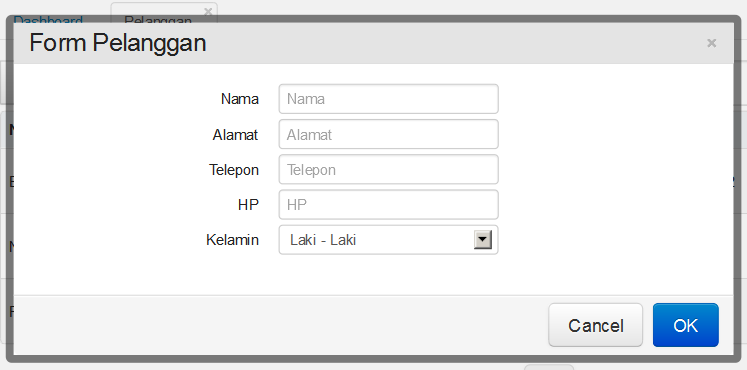 Dashboard
Pelanggan
Form Pelanggan
Nama Nama
Alamat Alamat
Telepon Telepon
HP HP
Kelamin Laki - Laki
Cancel OK